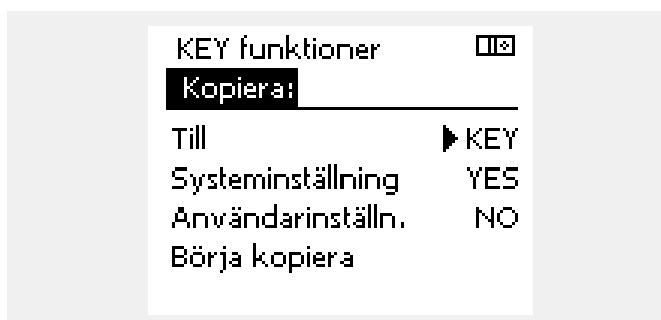 KEY funktioner
Kopiera:
Till KEY
Systeminställning YES
Användarinställn. NO
Börja kopiera